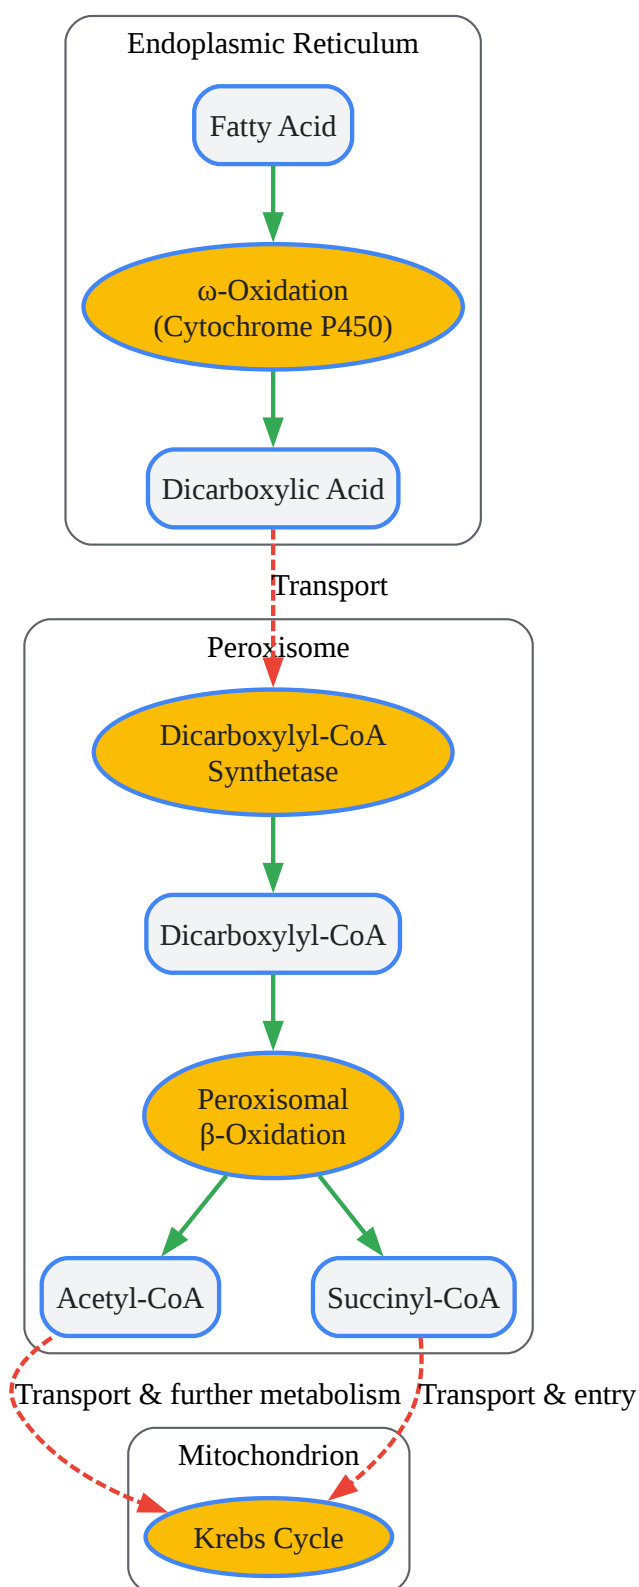 Endoplasmic Reticulum
Fatty Acid
ω-Oxidation
(Cytochrome P450)
Dicarboxylic Acid
Transport
Peroxisome
Dicarboxylyl-CoA
Synthetase
Dicarboxylyl-CoA
Peroxisomal
β-Oxidation
Acetyl-CoA
Succinyl-CoA
Transport & further metabolism
Transport & entry
Mitochondrion
Krebs Cycle